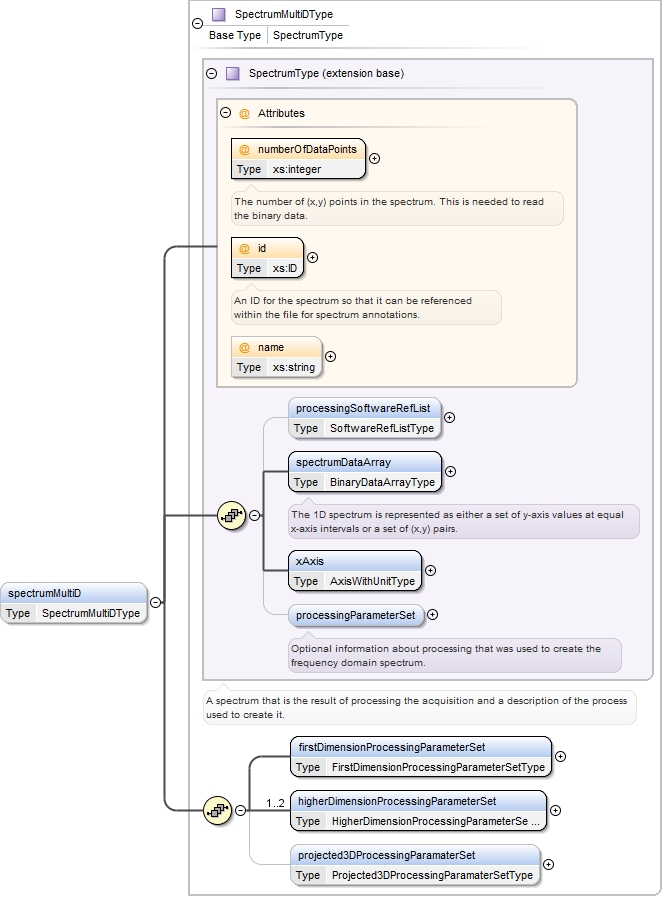 SpectrumMultiDType
Base Type SpectrumType
SpectrumType (extension base)
@ Attributes
@ numberOfDataPoints
Type xs:integer
The number of (x,y) points in the spectrum. This is needed to read
the binary data.
@ id
Type xs:ID
An ID for the spectrum so that it can be referenced
within the file for spectrum annotations.
@ name
Type xs:string
processingSoftwareRefList
Type SoftwareRefListType
spectrumDataArray
Type BinaryDataArrayType
The 1D spectrum is represented as either a set of y-axis values at equal
x-axis intervals or a set of (x,y) pairs.
xAxis
Type AxisWithUnitType
processingParameterSet
Optional information about processing that was used to create the
frequency domain spectrum.
spectrumMultiD
Type SpectrumMultiDType
A spectrum that is the result of processing the acquisition and a description of the process
used to create it.
firstDimensionProcessingParameterSet
Type FirstDimensionProcessingParameterSetType
1..2
higherDimensionProcessingParameterSet
Type HigherDimensionProcessingParameterSe ...
projected3DProcessingParamaterSet
Type Projected3DProcessingParamaterSetType